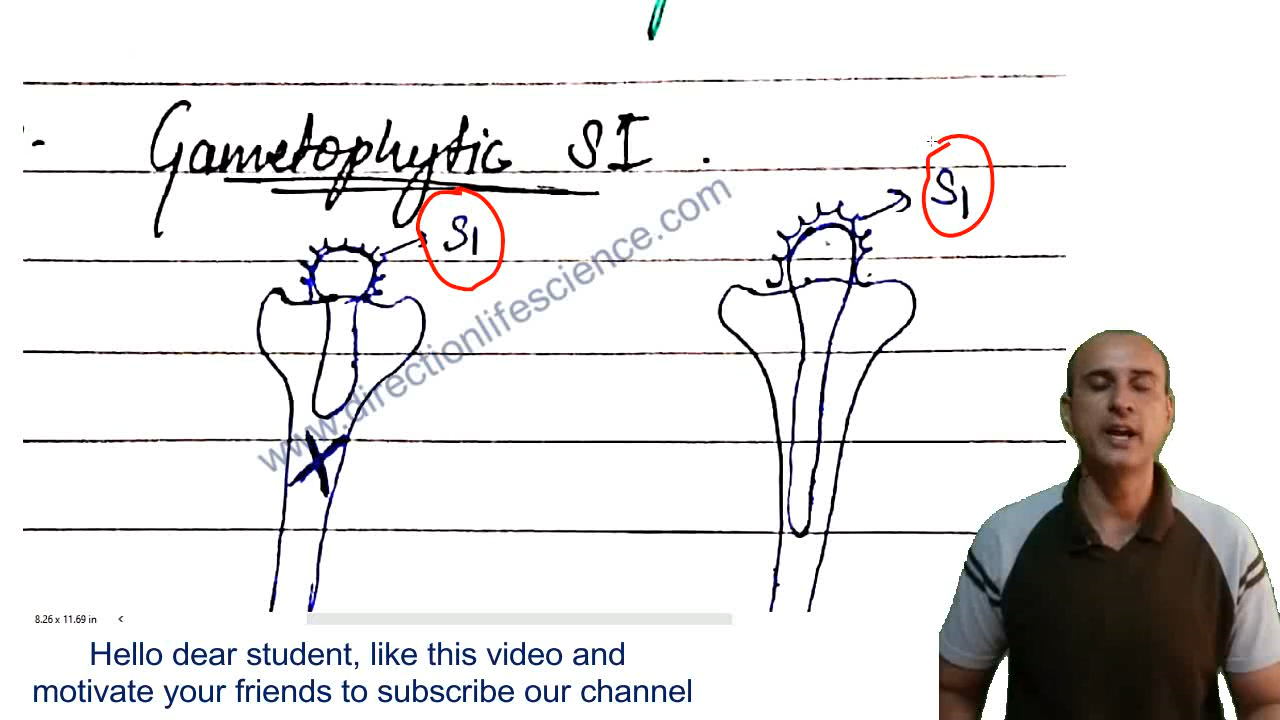 Gametophytic SI.
S1
S1
www.directionlifescience.com
8.26 x 11.69 in <
Hello dear student, like this video and
motivate your friends to subscribe our channel